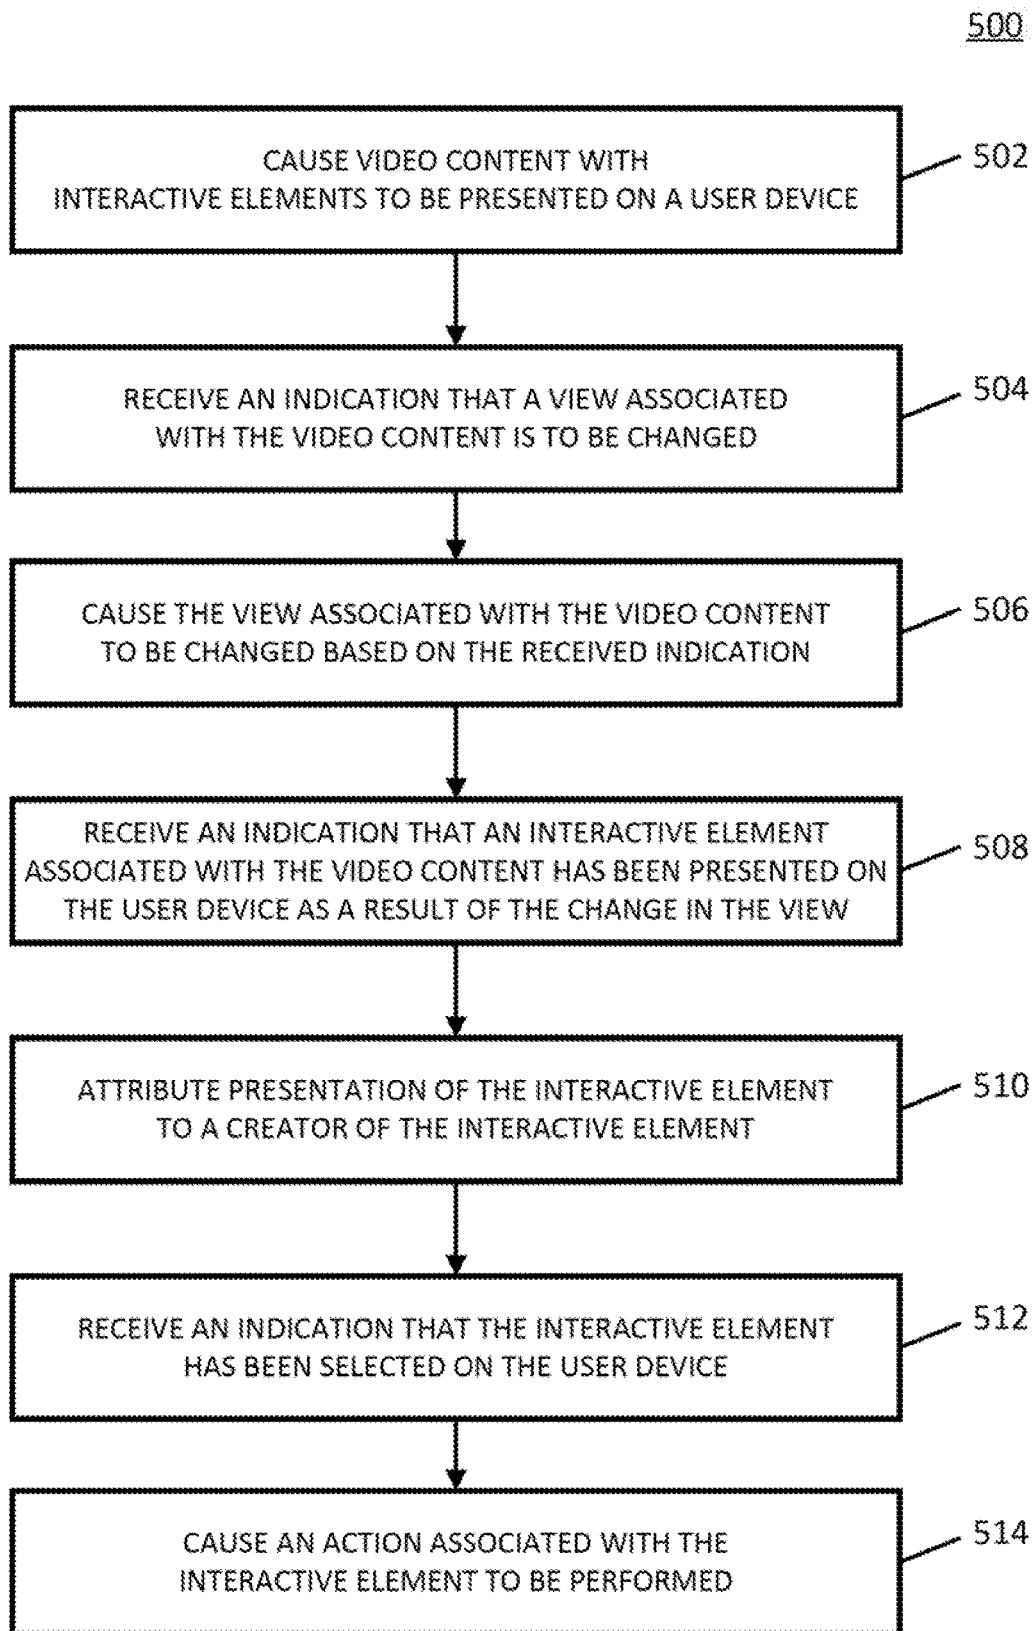 500
CAUSE VIDEO CONTENT WITH
INTERACTIVE ELEMENTS TO BE PRESENTED ON A USER DEVICE
502
RECEIVE AN INDICATION THAT A VIEW ASSOCIATED
WITH THE VIDEO CONTENT IS TO BE CHANGED
504
CAUSE THE VIEW ASSOCIATED WITH THE VIDEO CONTENT
TO BE CHANGED BASED ON THE RECEIVED INDICATION
506
RECEIVE AN INDICATION THAT AN INTERACTIVE ELEMENT
ASSOCIATED WITH THE VIDEO CONTENT HAS BEEN PRESENTED ON
THE USER DEVICE AS A RESULT OF THE CHANGE IN THE VIEW
508
ATTRIBUTE PRESENTATION OF THE INTERACTIVE ELEMENT
TO A CREATOR OF THE INTERACTIVE ELEMENT
510
RECEIVE AN INDICATION THAT THE INTERACTIVE ELEMENT
HAS BEEN SELECTED ON THE USER DEVICE
512
CAUSE AN ACTION ASSOCIATED WITH THE
INTERACTIVE ELEMENT TO BE PERFORMED
514